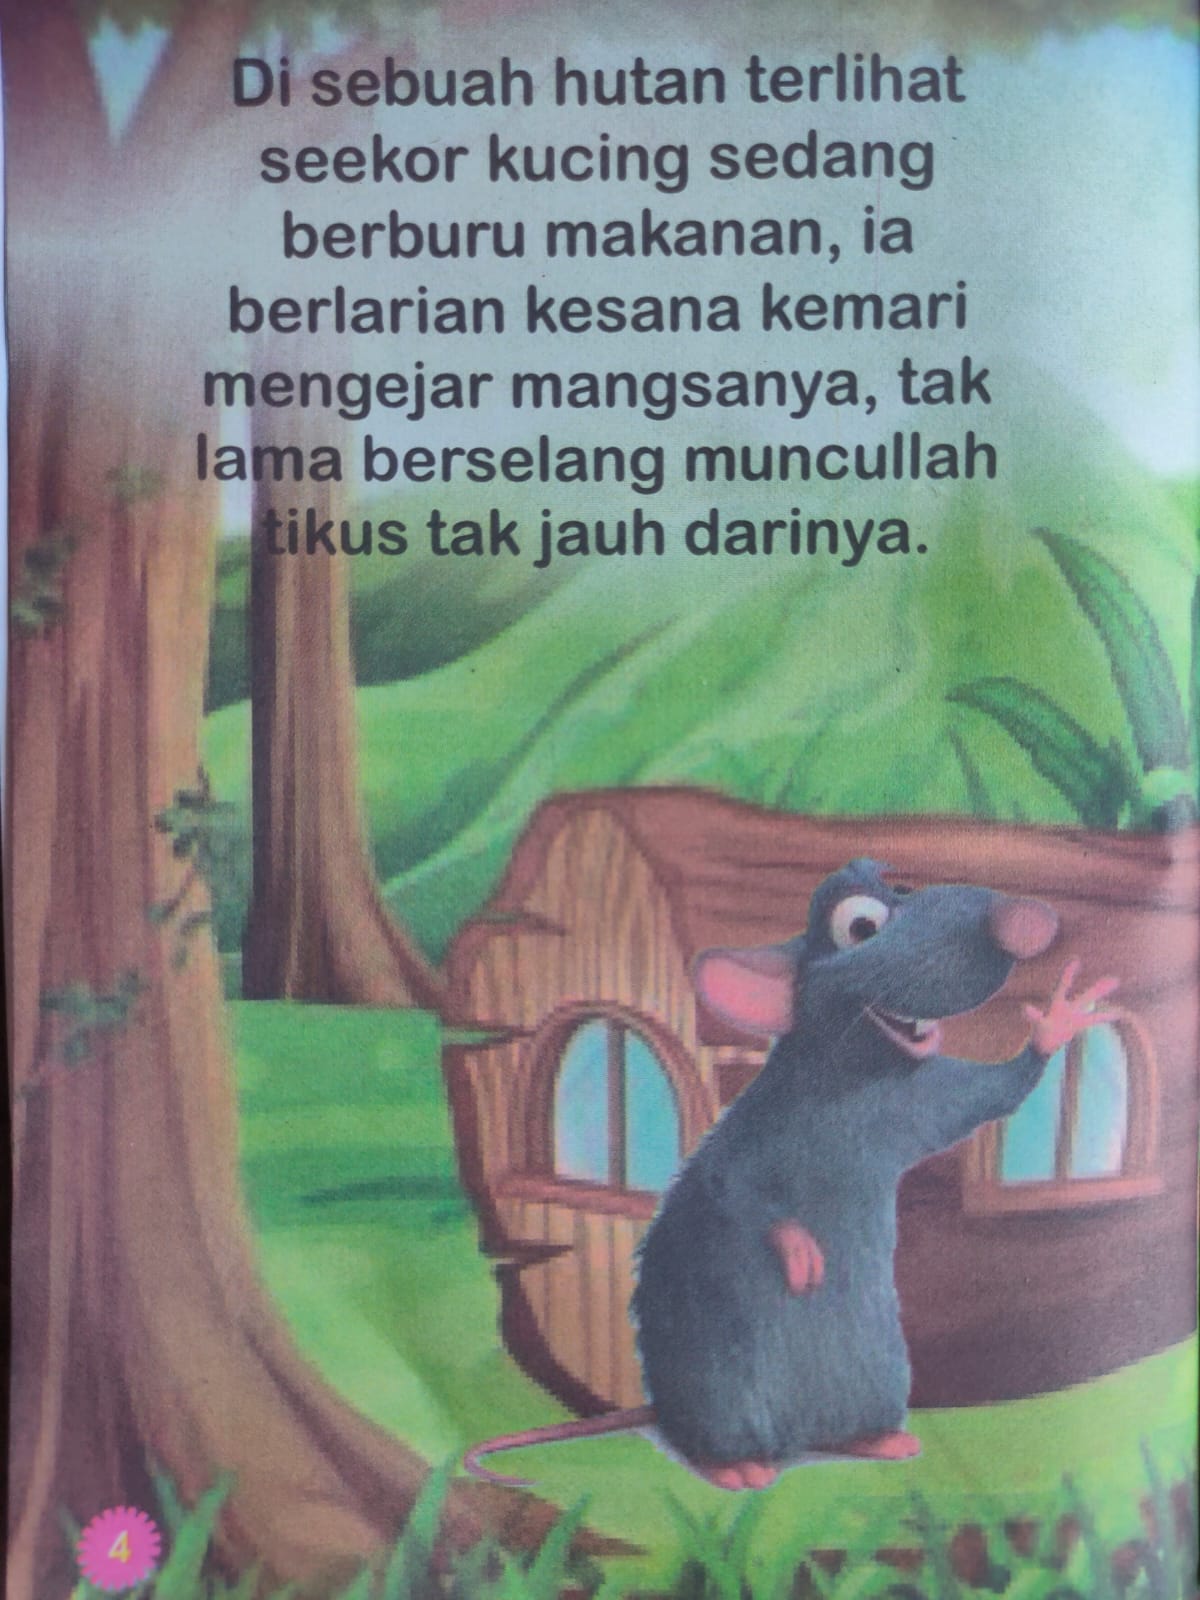 Di sebuah hutan terlihat
seekor kucing sedang
berburu makanan, ia
berlarian kesana kemari
mengejar mangsanya, tak
lama berselang muncullah
tikus tak jauh darinya.
4